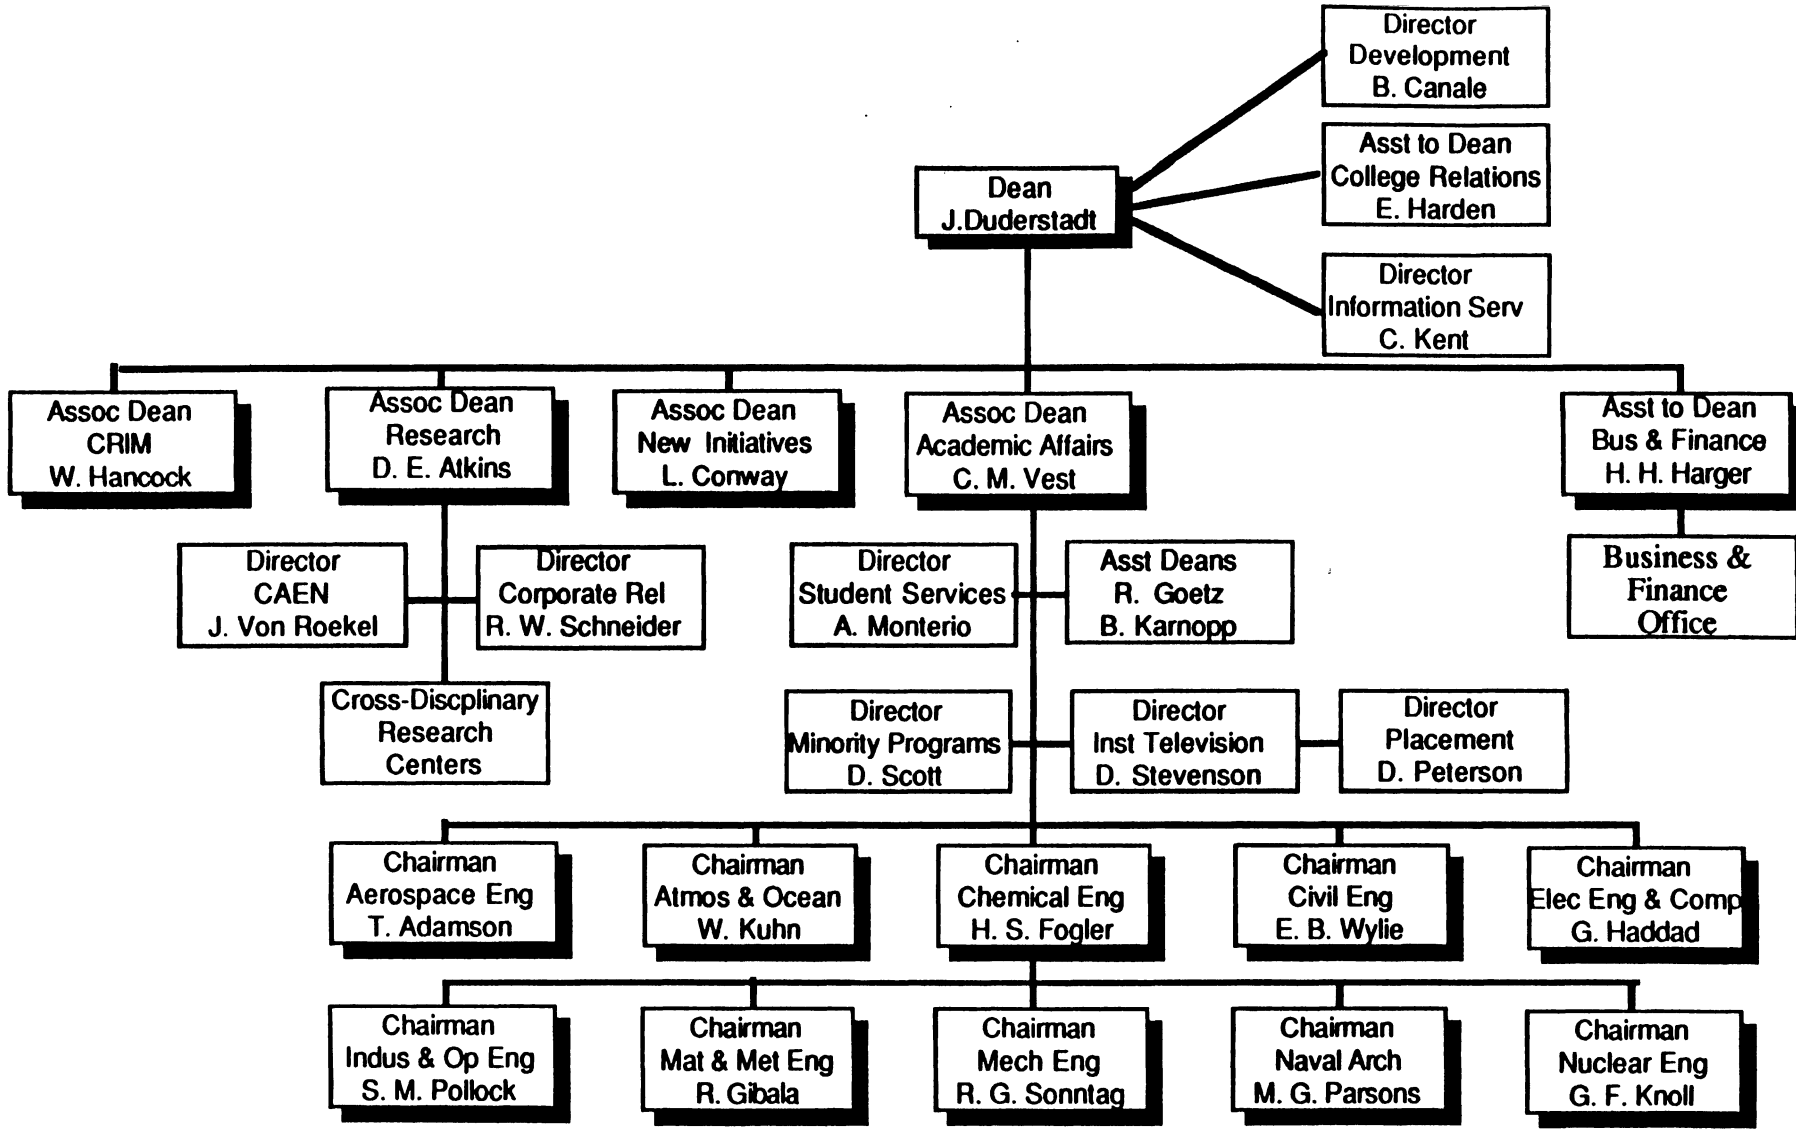 Director
Development
B. Canale
Asst to Dean
College Relations
E. Harden
Dean
J.Duderstadt
Director
Information Serv
C. Kent
Assoc Dean
CRIM
W. Hancock
Assoc Dean
Research
D. E. Atkins
Assoc Dean
New Initiatives
L. Conway
Assoc Dean
Academic Affairs
C. M. Vest
Asst to Dean
Bus & Finance
H. H. Harger
Director
CAEN
J. Von Roekel
Director
Corporate Rel
R. W. Schneider
Director
Student Services
A. Monterio
Asst Deans
R. Goetz
B. Karnopp
Business &
Finance
Office
Cross-Discplinary
Research
Centers
Director
Minority Programs
D. Scott
Director
Inst Television
D. Stevenson
Director
Placement
D. Peterson
Chairman
Aerospace Eng
T. Adamson
Chairman
Atmos & Ocean
W. Kuhn
Chairman
Chemical Eng
H. S. Fogler
Chairman
Civil Eng
E. B. Wylie
Chairman
Elec Eng & Comp
G. Haddad
Chairman
Indus & Op Eng
S. M. Pollock
Chairman
Mat & Met Eng
R. Gibala
Chairman
Mech Eng
R. G. Sonntag
Chairman
Naval Arch
M. G. Parsons
Chairman
Nuclear Eng
G. F. Knoll